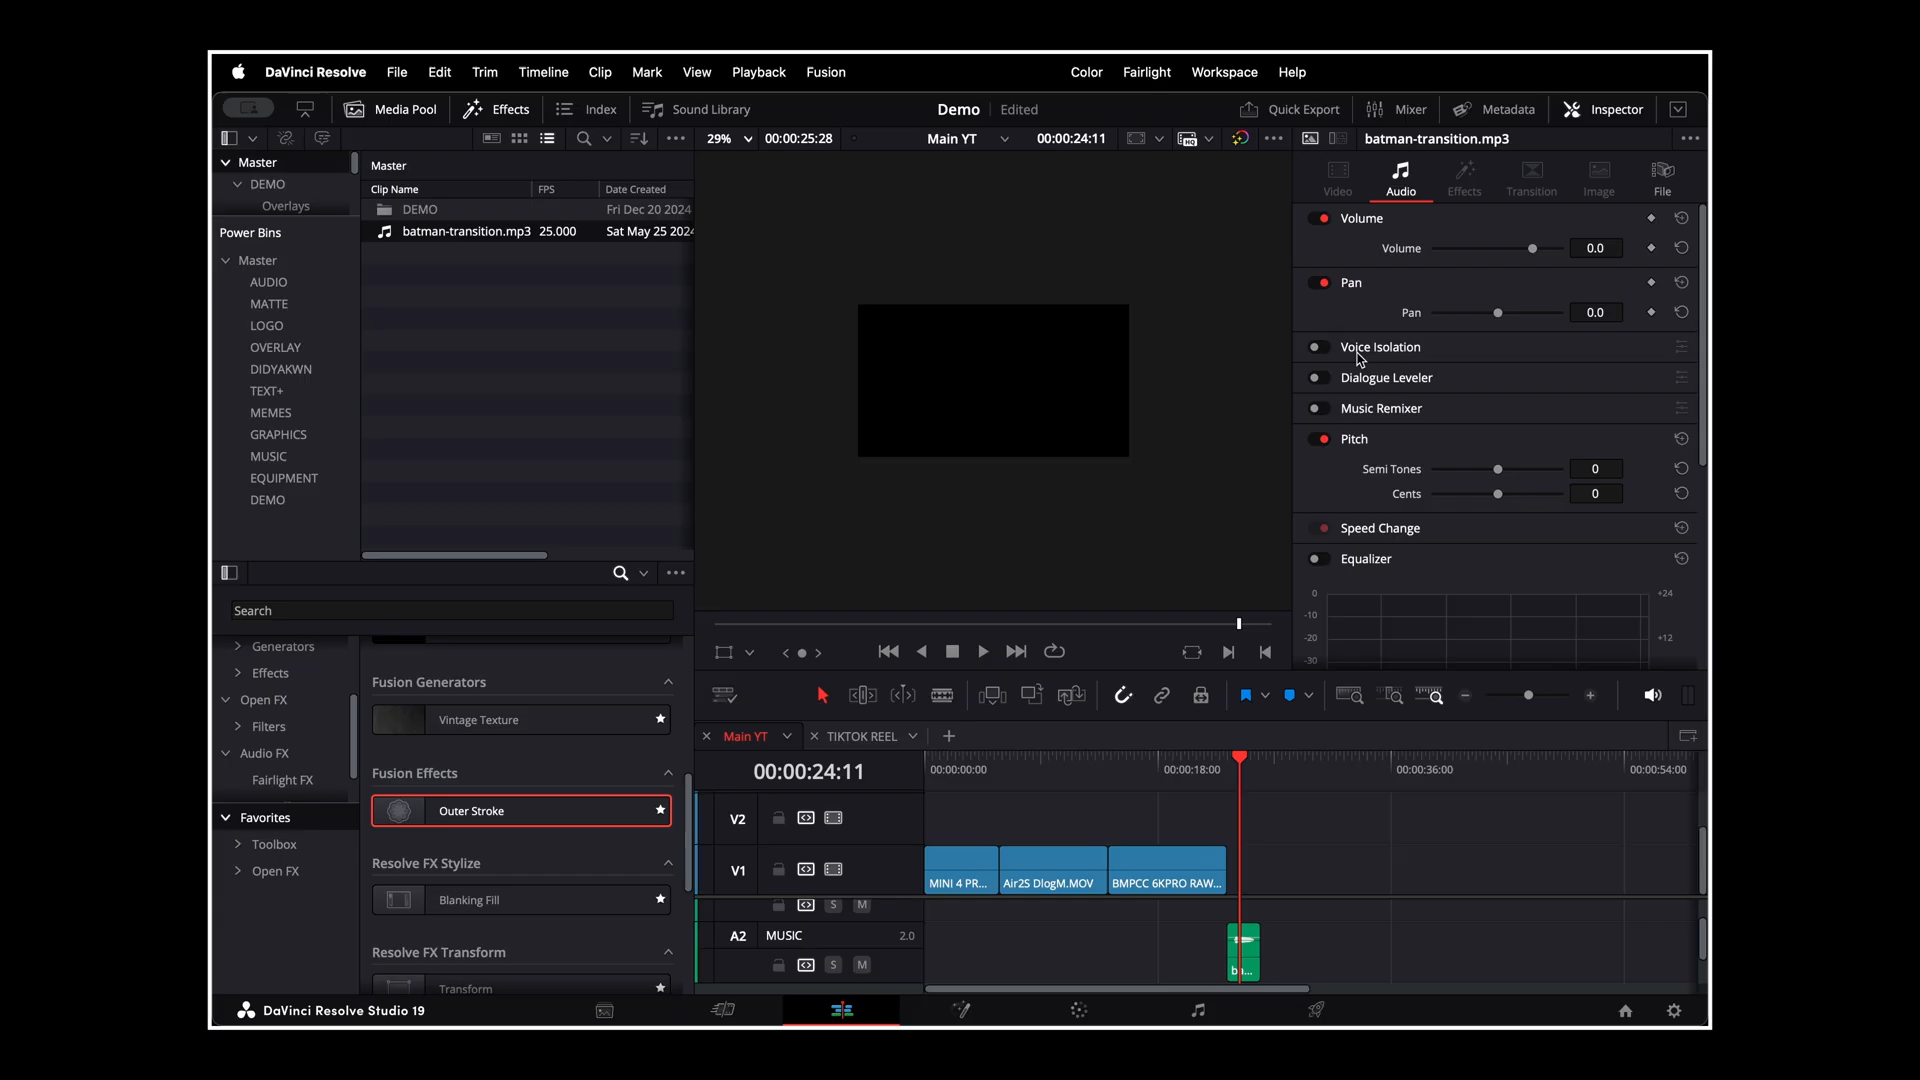 DaVinci Resolve File Edit Trim Timeline Clip Mark View Playback Fusion Color Fairlight Workspace Help
Media Pool Effects Index Sound Library Demo Edited Quick Export Mixer Metadata Inspector
29% 00:00:25:28 Main YT 00:00:24:11 batman-transition.mp3
Master
DEMO
Overlays
Power Bins
Master
AUDIO
MATTE
LOGO
OVERLAY
DIDYAKWN
TEXT+
MEMES
GRAPHICS
MUSIC
EQUIPMENT
DEMO
Master
Clip Name FPS Date Created
DEMO Fri Dec 20 2024
batman-transition.mp3 25.000 Sat May 25 2024
Video Audio Effects Transition Image File
Volume
Volume 0.0
Pan
Pan 0.0
Voice Isolation
Dialogue Leveler
Music Remixer
Pitch
Semi Tones 0
Cents 0
Speed Change
Equalizer
0 +24
-10
-20 +12
-30
Search
Generators
Effects
Open FX
Filters
Audio FX
Fairlight FX
Favorites
Toolbox
Open FX
Fusion Generators
Vintage Texture
Fusion Effects
Outer Stroke
Resolve FX Stylize
Blanking Fill
Resolve FX Transform
Transform
Main YT TIKTOK REEL
00:00:24:11 00:00:00:00 00:00:18:00 00:00:36:00 00:00:54:00
V2
V1
MINI 4 PR... Air2S DlogM.MOV BMPCC 6KPRO RAW...
S M
A2 MUSIC 2.0
S M
ba...
DaVinci Resolve Studio 19